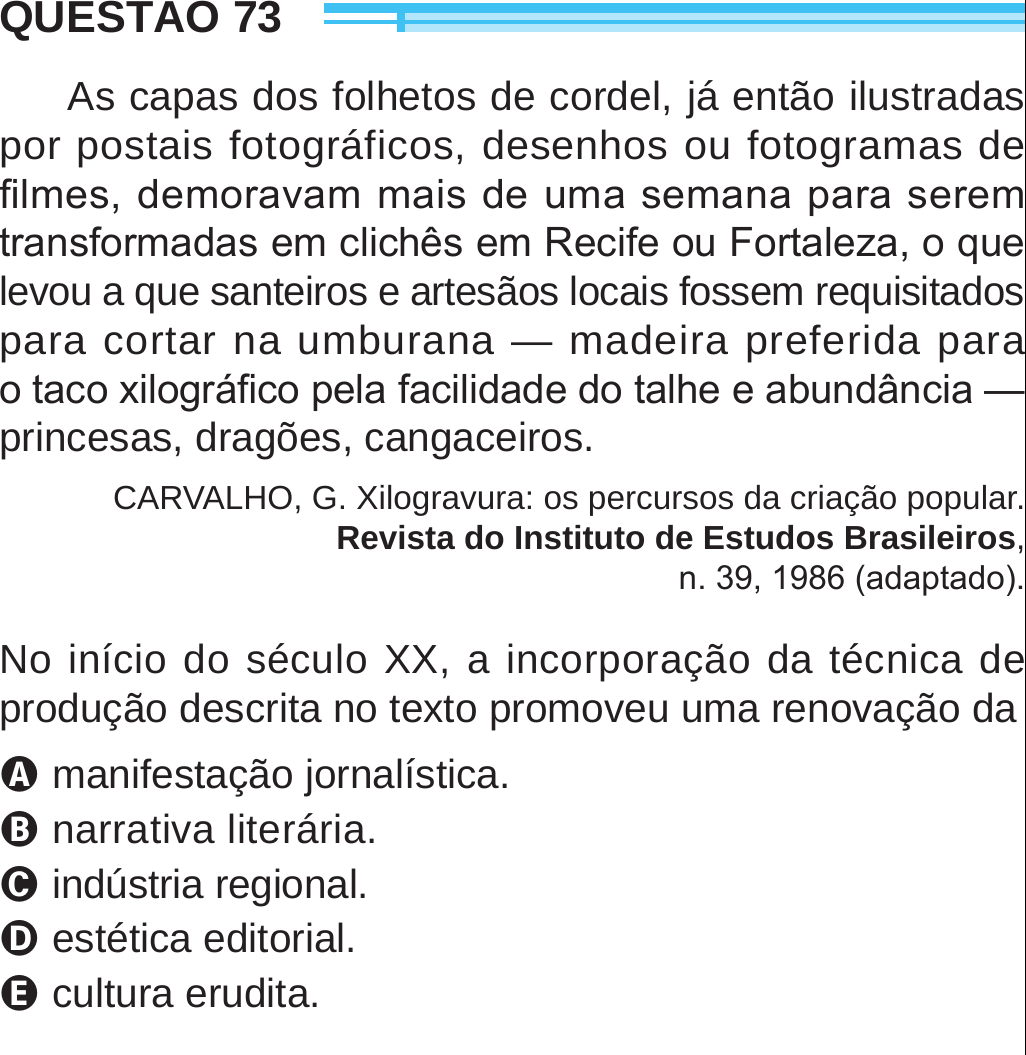 QUESTÃO 73
As capas dos folhetos de cordel, já então ilustradas
por postais fotográficos, desenhos ou fotogramas de
filmes, demoravam mais de uma semana para serem
transformadas em clichês em Recife ou Fortaleza, o que
levou a que santeiros e artesãos locais fossem requisitados
para cortar na umburana — madeira preferida para
o taco xilográfico pela facilidade do talhe e abundância —
princesas, dragões, cangaceiros.
CARVALHO, G. Xilogravura: os percursos da criação popular.
Revista do Instituto de Estudos Brasileiros,
n. 39, 1986 (adaptado).
No início do século XX, a incorporação da técnica de
produção descrita no texto promoveu uma renovação da
A manifestação jornalística.
B narrativa literária.
C indústria regional.
D estética editorial.
E cultura erudita.